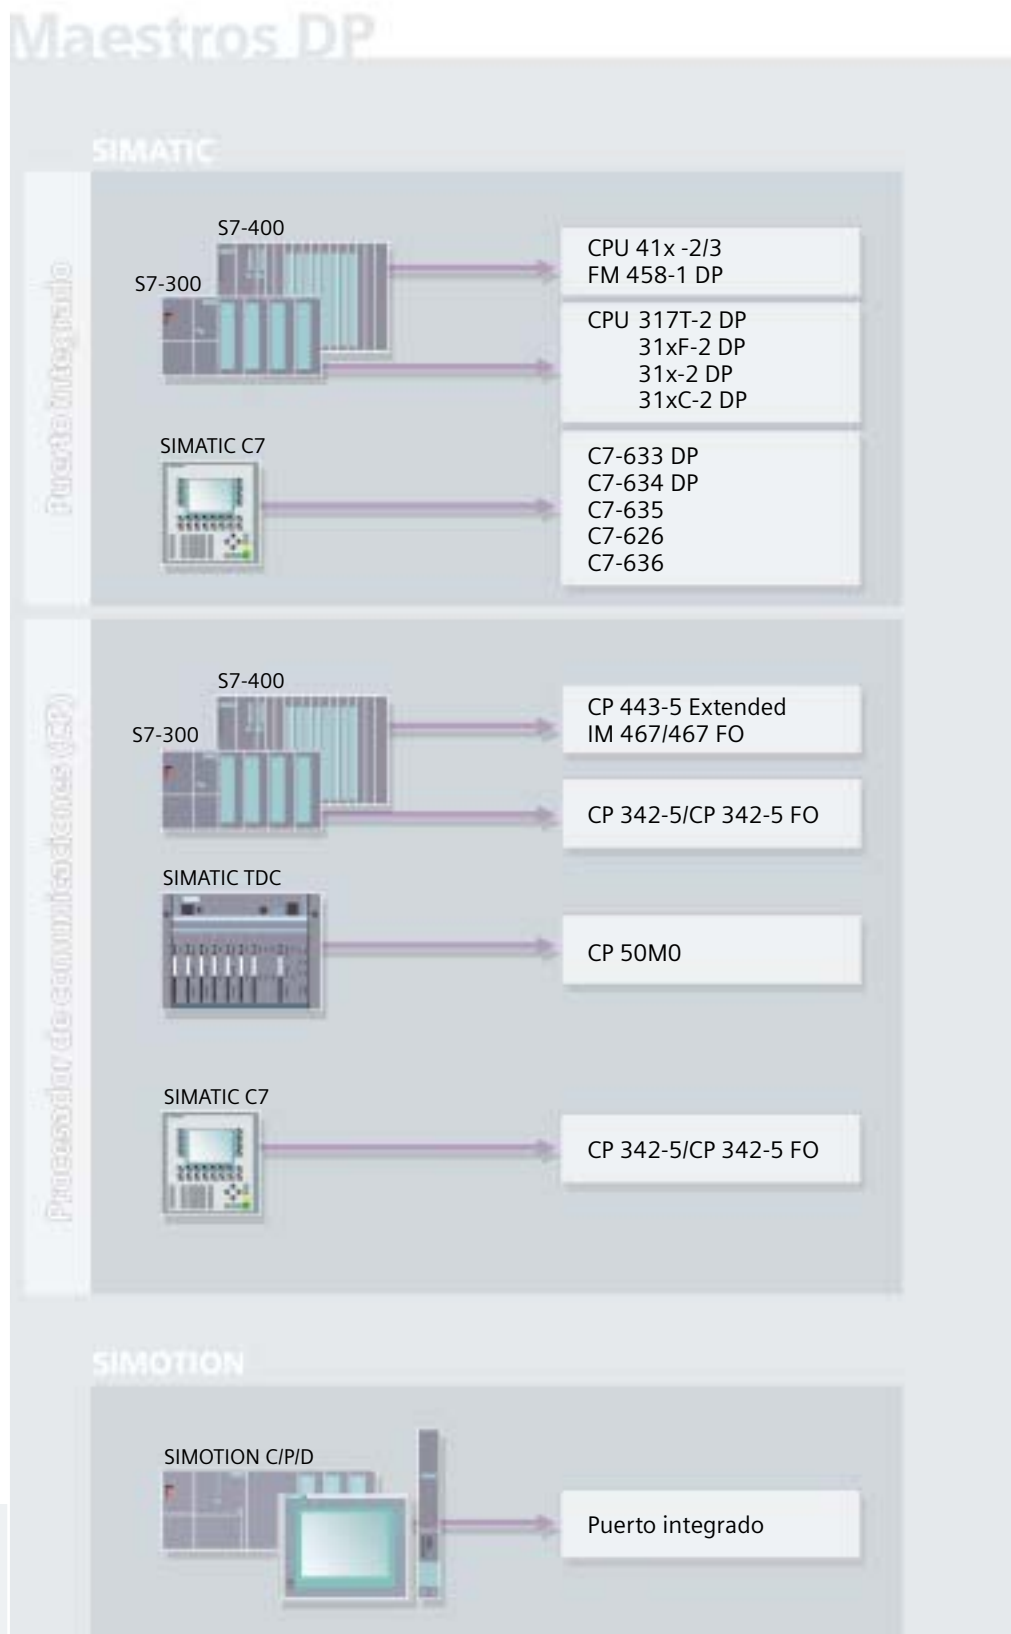 Maestros DP
SIMATIC
Puerto integrado
S7-400
S7-300
CPU 41x -2/3
FM 458-1 DP
CPU 317T-2 DP
31xF-2 DP
31x-2 DP
31xC-2 DP
SIMATIC C7
C7-633 DP
C7-634 DP
C7-635
C7-626
C7-636
Procesador de comunicaciones (CP)
S7-400
S7-300
CP 443-5 Extended
IM 467/467 FO
CP 342-5/CP 342-5 FO
SIMATIC TDC
CP 50M0
SIMATIC C7
CP 342-5/CP 342-5 FO
SIMOTION
SIMOTION C/P/D
Puerto integrado